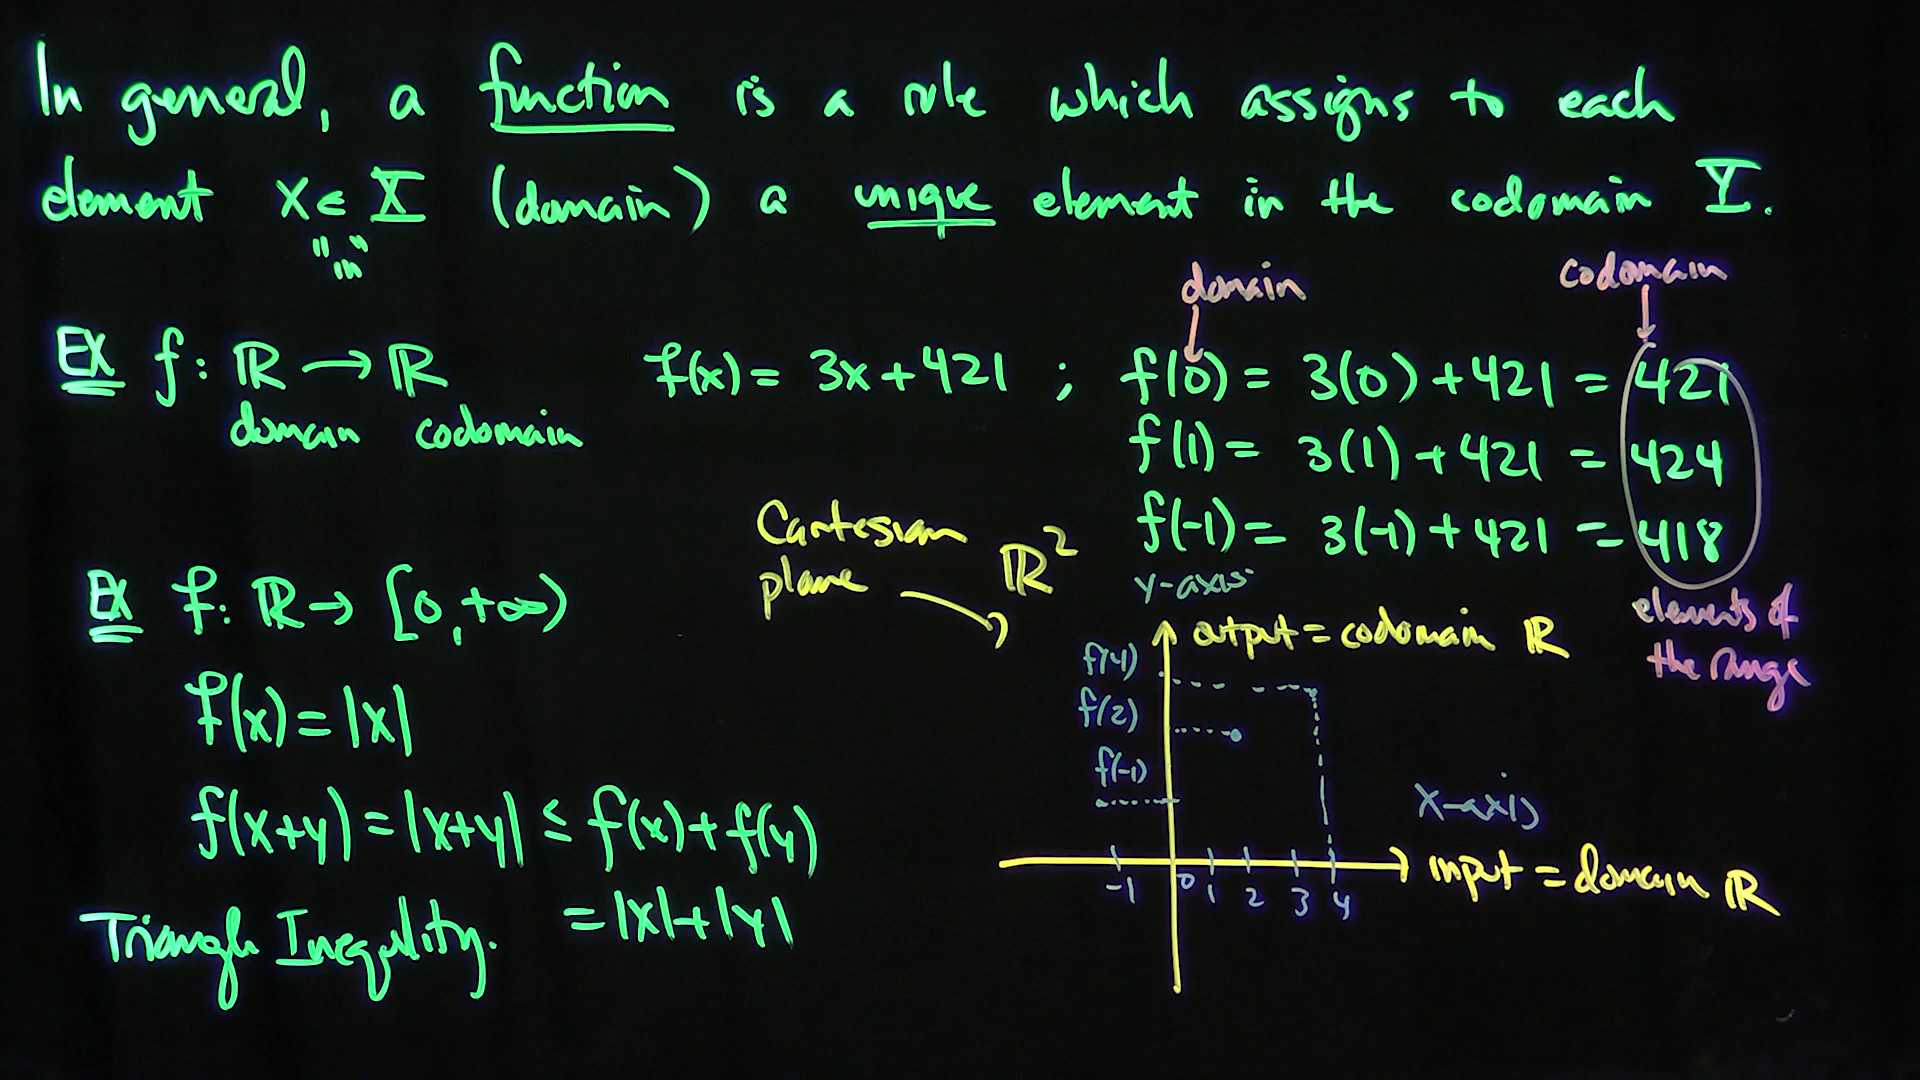 In general, a function is a rule which assigns to each
element x ∈ X (domain) a unique element in the codomain Y.
"in"
domain codomain
EX f: ℝ → ℝ f(x) = 3x + 421 ; f(0) = 3(0) + 421 = 421
domain codomain
f(1) = 3(1) + 421 = 424
f(-1) = 3(-1) + 421 = 418
elements of
the range
Cartesian
plane
ℝ²
y-axis
output = codomain ℝ
f(4)
f(2)
f(-1)
x-axis
input = domain ℝ
-1 0 1 2 3 4
EX f: ℝ → [0, +∞)
f(x) = |x|
f(x+y) = |x+y| ≤ f(x) + f(y)
= |x| + |y|
Triangle Inequality.